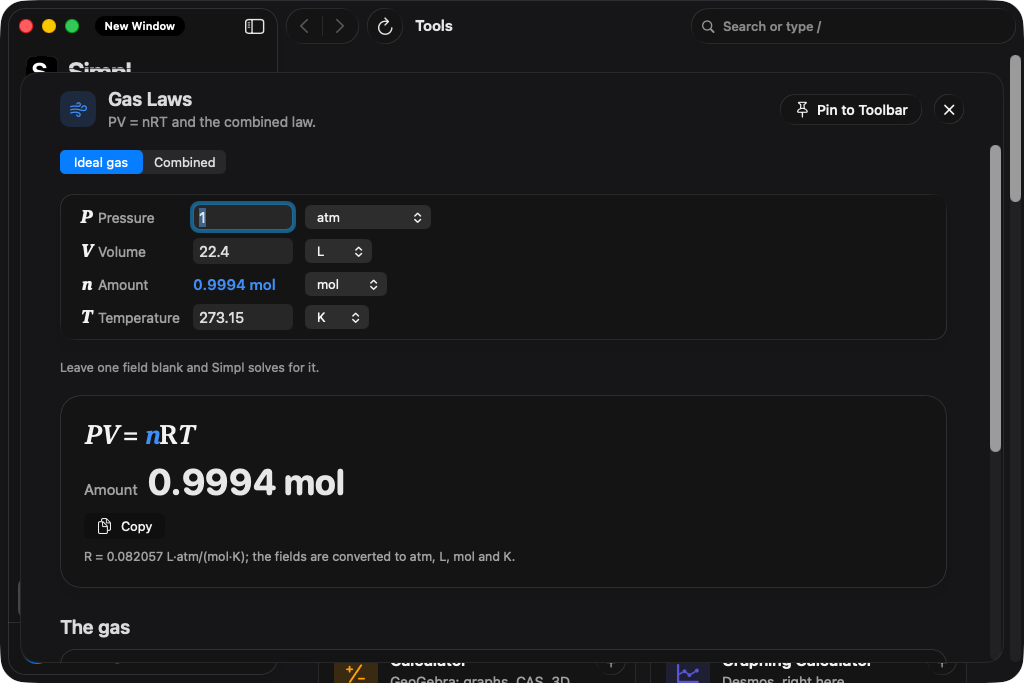 New Window
Tools
Search or type /
Simpl
Gas Laws
PV = nRT and the combined law.
Pin to Toolbar
Ideal gas
Combined
P Pressure 1 atm
V Volume 22.4 L
n Amount 0.9994 mol mol
T Temperature 273.15 K
Leave one field blank and Simpl solves for it.
PV = nRT
Amount 0.9994 mol
Copy
R = 0.082057 L·atm/(mol·K); the fields are converted to atm, L, mol and K.
The gas
Calculator
Graphing Calculator
GeoGebra: graphs, CAS, 3D
Desmos, right here